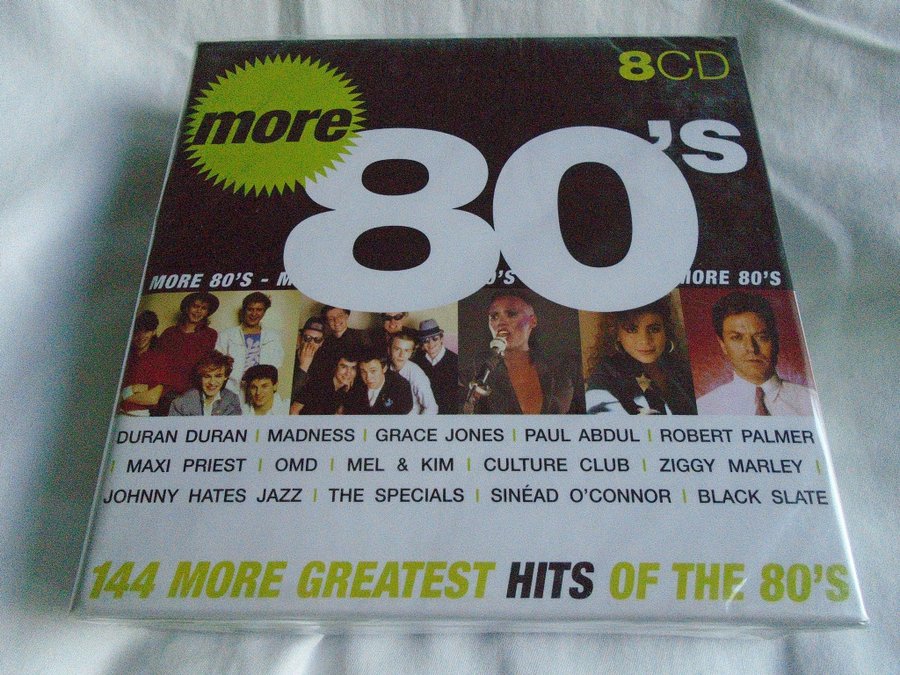 8CD
more
80's
MORE 80'S - M 0'S MORE 80'S
DURAN DURAN | MADNESS | GRACE JONES | PAUL ABDUL | ROBERT PALMER
| MAXI PRIEST | OMD | MEL & KIM | CULTURE CLUB | ZIGGY MARLEY |
JOHNNY HATES JAZZ | THE SPECIALS | SINÉAD O'CONNOR | BLACK SLATE
144 MORE GREATEST HITS OF THE 80'S